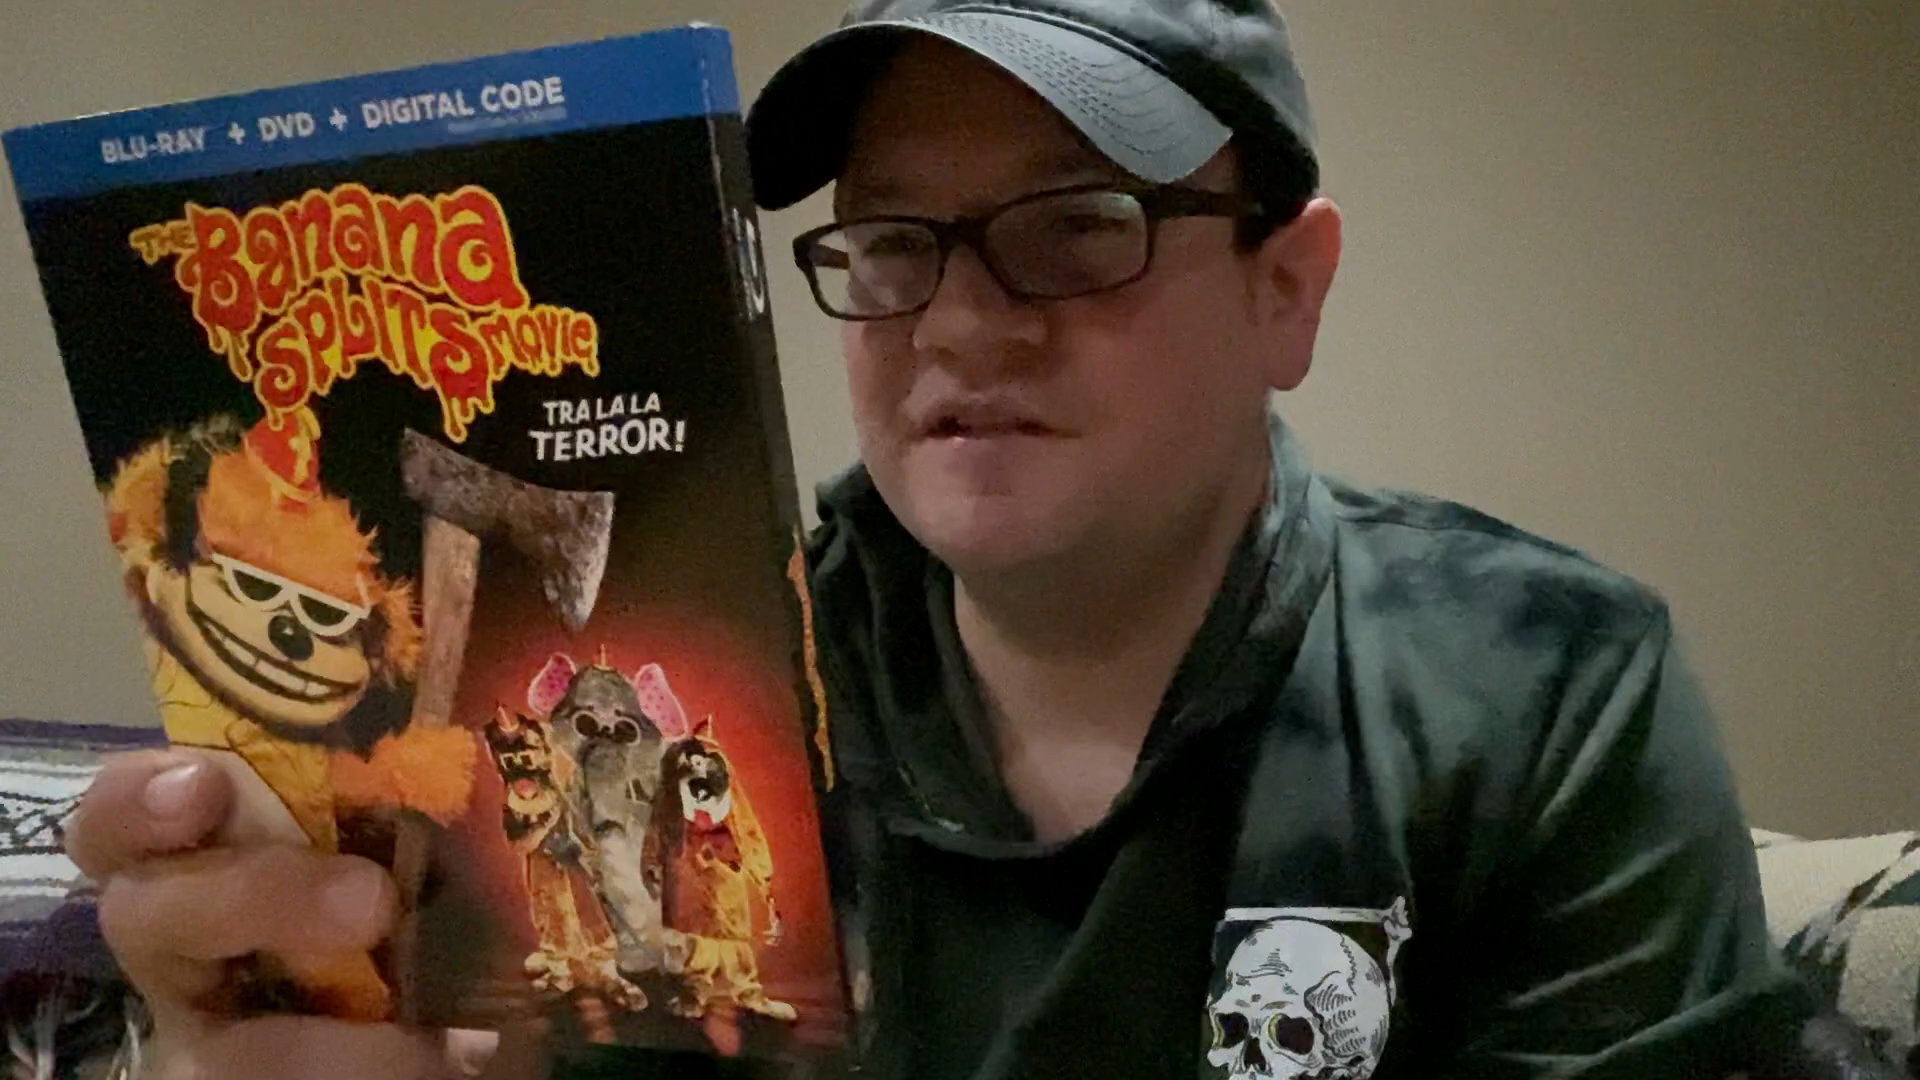 BLU-RAY + DVD + DIGITAL CODE
THE Banana
SPLITS movie
TRA LA LA
TERROR!